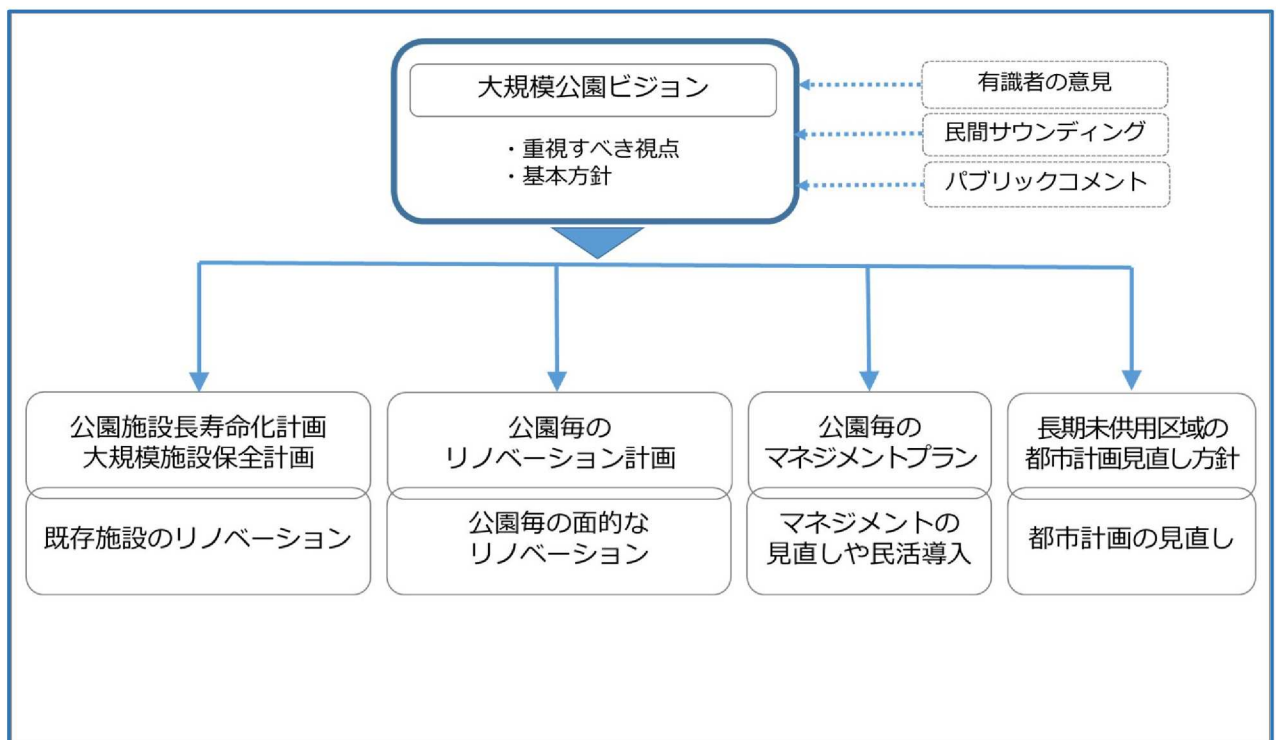 大規模公園ビジョン
・重視すべき視点
・基本方針
有識者の意見
民間サウンディング
パブリックコメント
公園施設長寿命化計画
大規模施設保全計画
既存施設のリノベーション
公園毎の
リノベーション計画
公園毎の面的な
リノベーション
公園毎の
マネジメントプラン
マネジメントの
見直しや民活導入
長期未供用区域の
都市計画見直し方針
都市計画の見直し